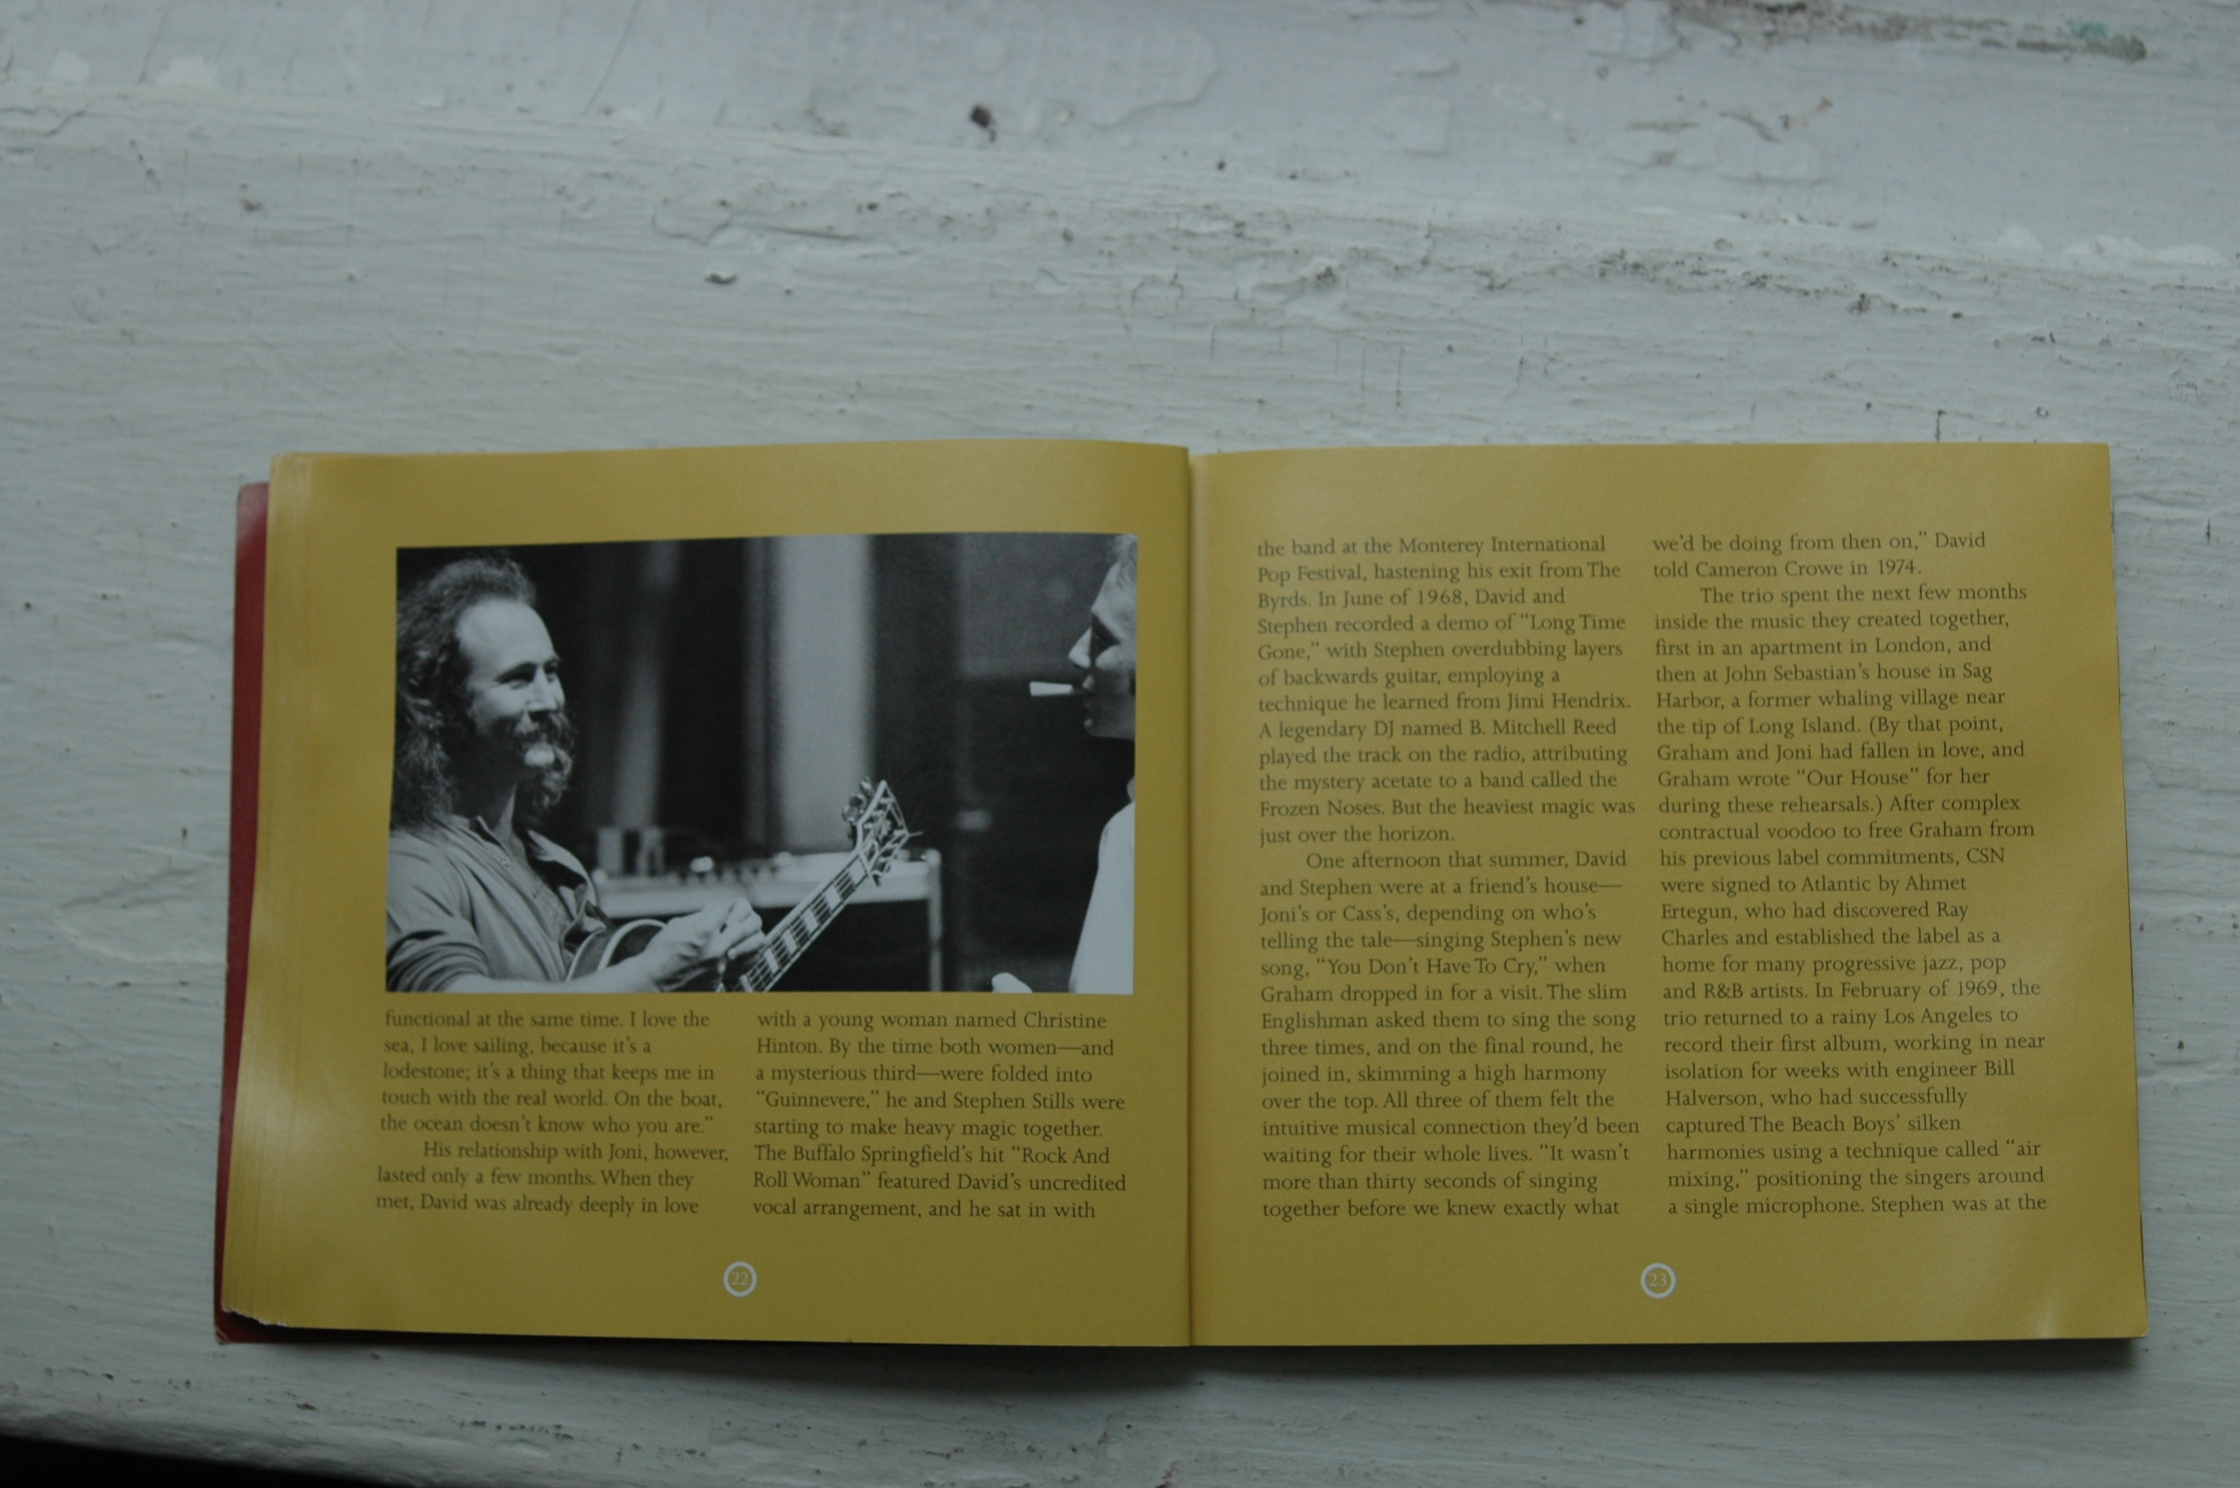 functional at the same time. I love the
sea, I love sailing, because it's a
lodestone; it's a thing that keeps me in
touch with the real world. On the boat,
the ocean doesn't know who you are."
His relationship with Joni, however,
lasted only a few months. When they
met, David was already deeply in love
with a young woman named Christine
Hinton. By the time both women—and
a mysterious third—were folded into
"Guinnevere," he and Stephen Stills were
starting to make heavy magic together.
The Buffalo Springfield's hit "Rock And
Roll Woman" featured David's uncredited
vocal arrangement, and he sat in with
22
the band at the Monterey International
Pop Festival, hastening his exit from The
Byrds. In June of 1968, David and
Stephen recorded a demo of "Long Time
Gone," with Stephen overdubbing layers
of backwards guitar, employing a
technique he learned from Jimi Hendrix.
A legendary DJ named B. Mitchell Reed
played the track on the radio, attributing
the mystery acetate to a band called the
Frozen Noses. But the heaviest magic was
just over the horizon.
One afternoon that summer, David
and Stephen were at a friend's house—
Joni's or Cass's, depending on who's
telling the tale—singing Stephen's new
song, "You Don't Have To Cry," when
Graham dropped in for a visit. The slim
Englishman asked them to sing the song
three times, and on the final round, he
joined in, skimming a high harmony
over the top. All three of them felt the
intuitive musical connection they'd been
waiting for their whole lives. "It wasn't
more than thirty seconds of singing
together before we knew exactly what
we'd be doing from then on," David
told Cameron Crowe in 1974.
The trio spent the next few months
inside the music they created together,
first in an apartment in London, and
then at John Sebastian's house in Sag
Harbor, a former whaling village near
the tip of Long Island. (By that point,
Graham and Joni had fallen in love, and
Graham wrote "Our House" for her
during these rehearsals.) After complex
contractual voodoo to free Graham from
his previous label commitments, CSN
were signed to Atlantic by Ahmet
Ertegun, who had discovered Ray
Charles and established the label as a
home for many progressive jazz, pop
and R&B artists. In February of 1969, the
trio returned to a rainy Los Angeles to
record their first album, working in near
isolation for weeks with engineer Bill
Halverson, who had successfully
captured The Beach Boys' silken
harmonies using a technique called "air
mixing," positioning the singers around
a single microphone. Stephen was at the
23